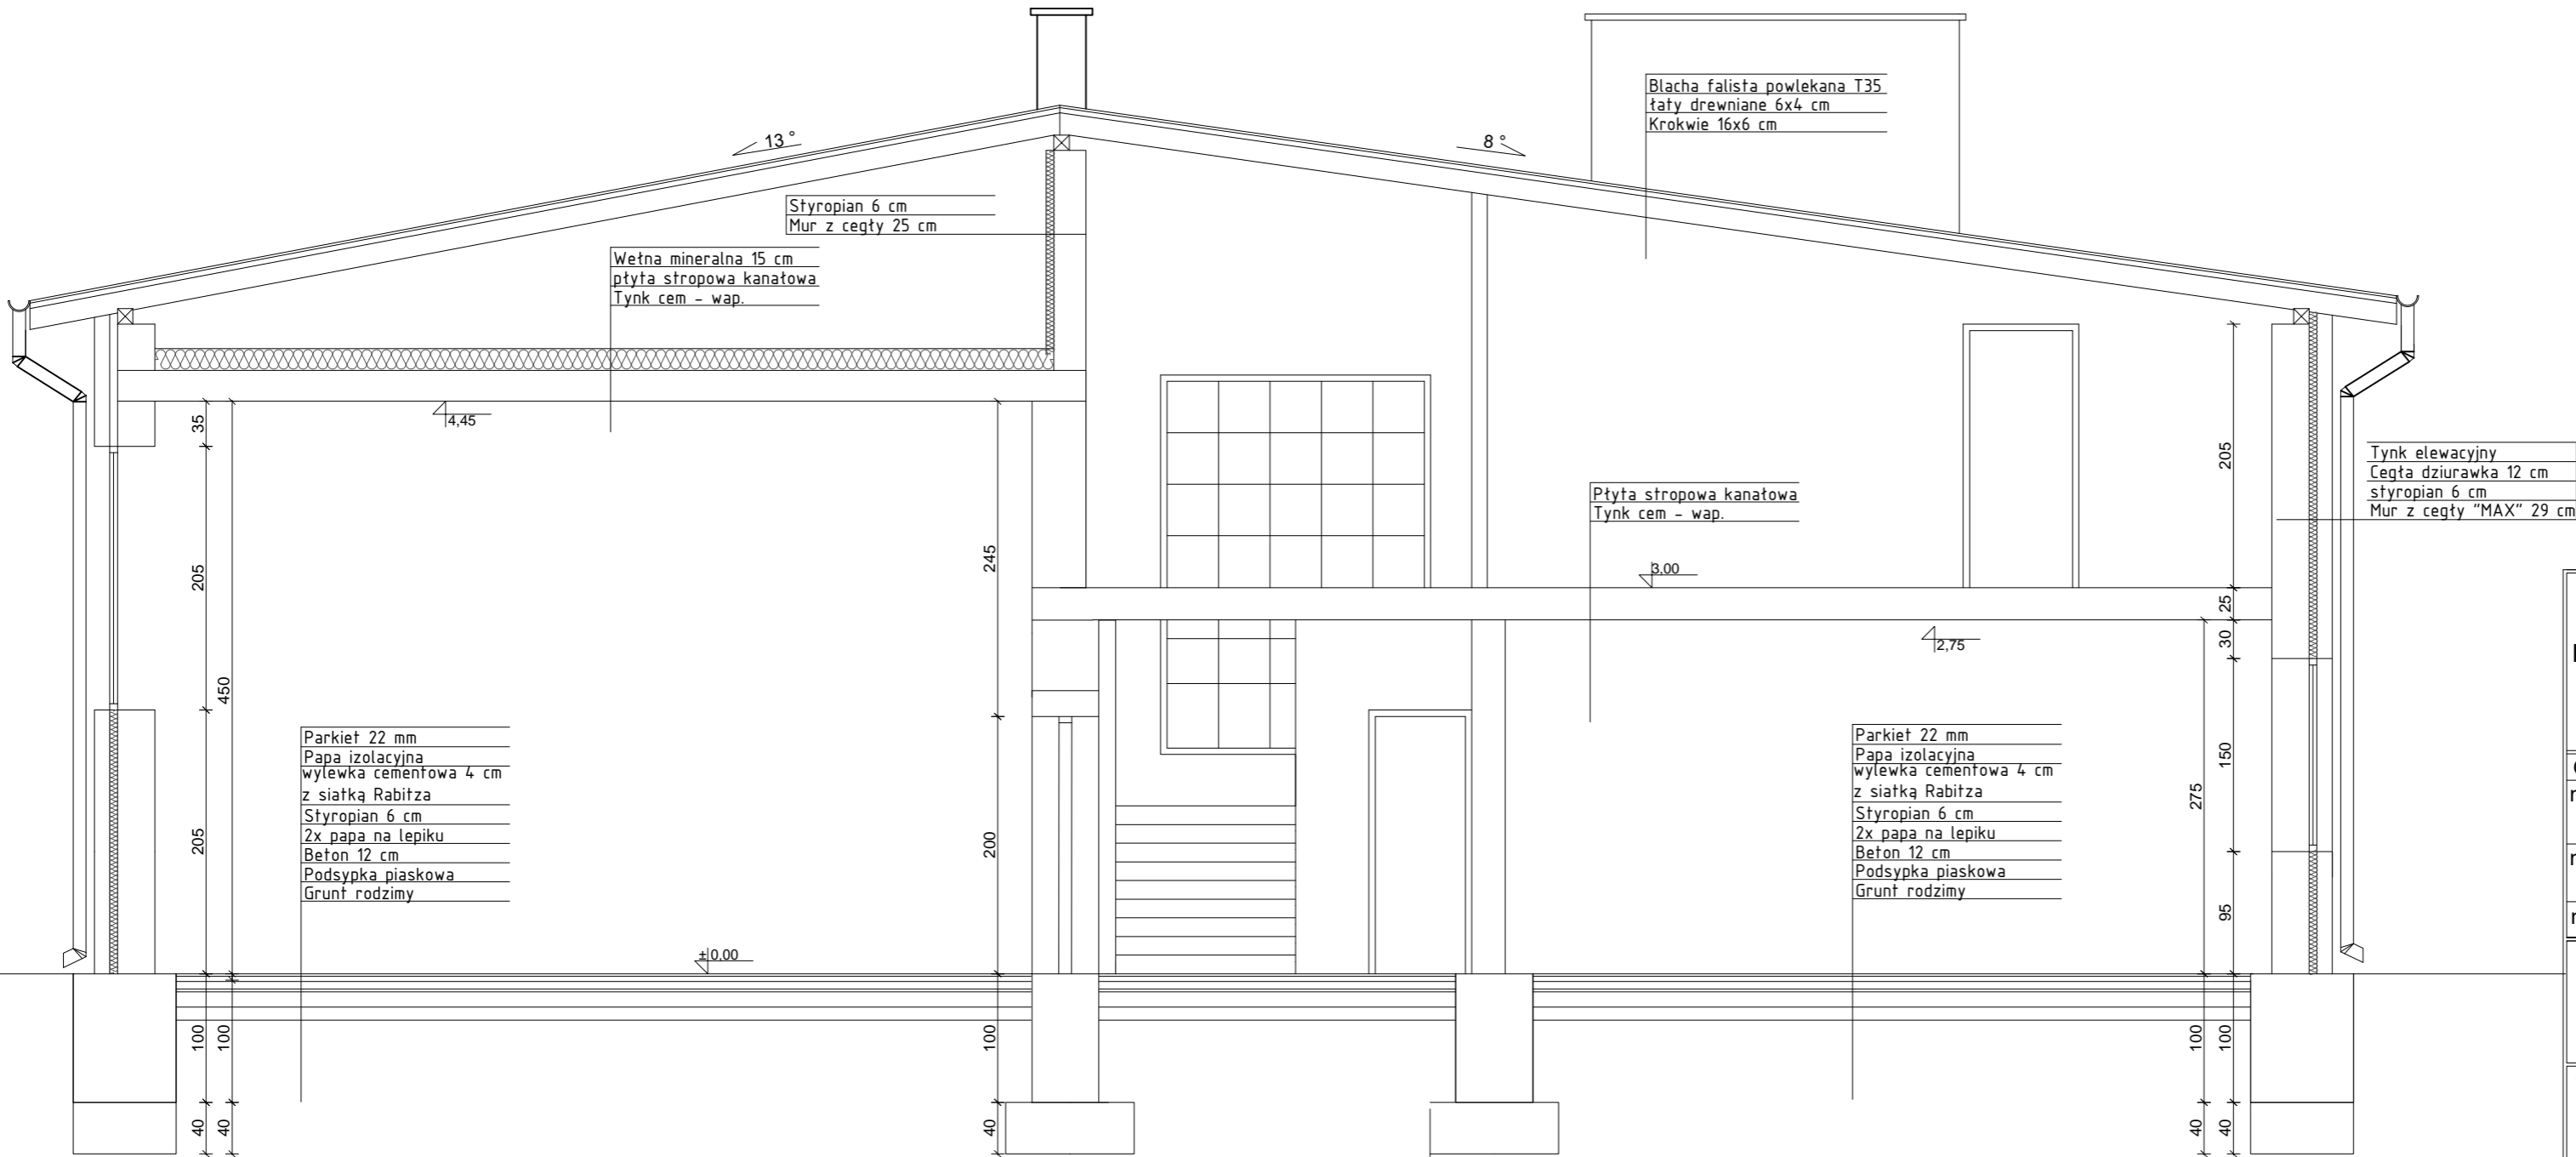 Blacha falista powlekana T35
łaty drewniane 6x4 cm
Krokwie 16x6 cm
13°
8°
Styropian 6 cm
Mur z cegły 25 cm
Wełna mineralna 15 cm
płyta stropowa kanałowa
Tynk cem - wap.
4,45
35
205
450
205
245
200
Płyta stropowa kanałowa
Tynk cem - wap.
3,00
2,75
205
25
30
150
275
95
Tynk elewacyjny
Cegła dziurawka 12 cm
styropian 6 cm
Mur z cegły "MAX" 29 cm
Parkiet 22 mm
Papa izolacyjna
wylewka cementowa 4 cm
z siatką Rabitza
Styropian 6 cm
2x papa na lepiku
Beton 12 cm
Podsypka piaskowa
Grunt rodzimy
Parkiet 22 mm
Papa izolacyjna
wylewka cementowa 4 cm
z siatką Rabitza
Styropian 6 cm
2x papa na lepiku
Beton 12 cm
Podsypka piaskowa
Grunt rodzimy
±0,00
100
100
100
100
100
40
40
40
40
40